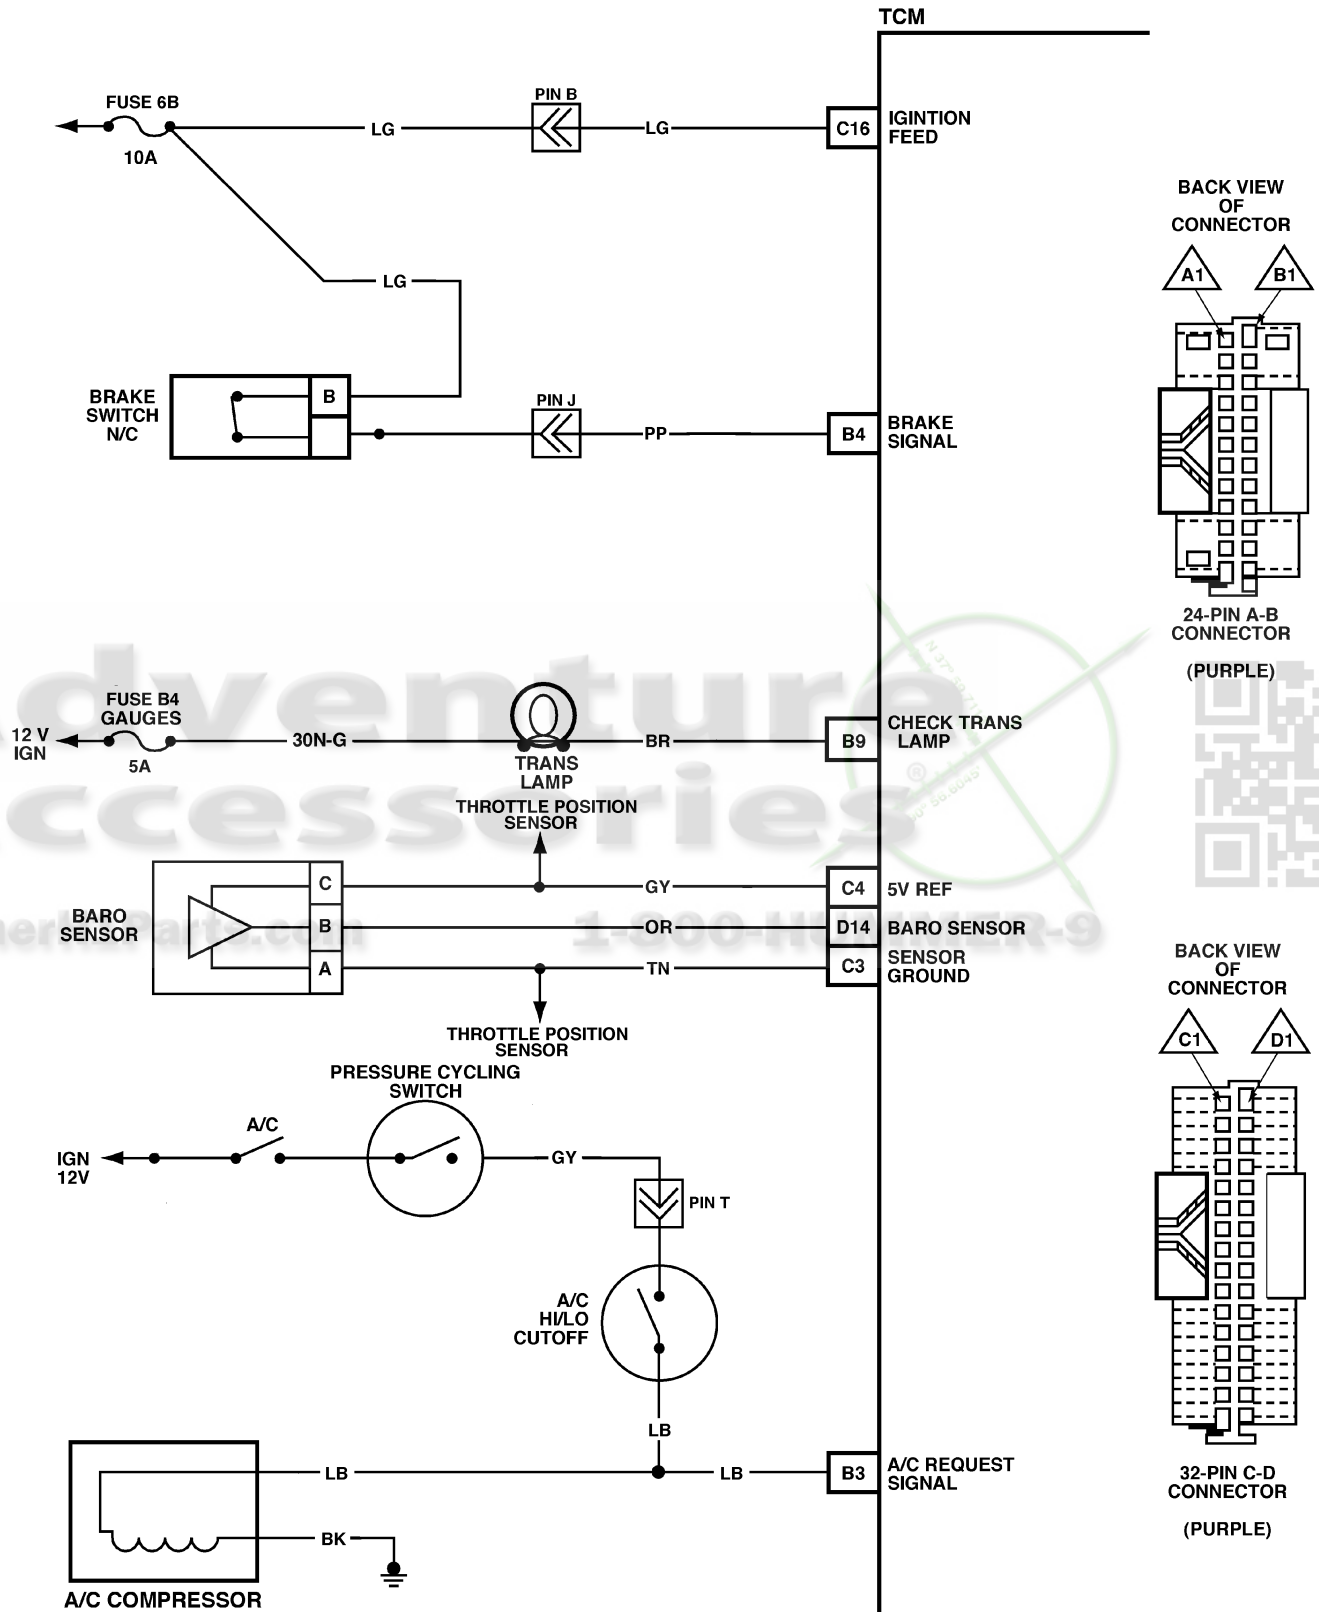 TCM
FUSE 6B
10A
LG
PIN B
LG
C16
IGINTION
FEED
LG
BRAKE
SWITCH
N/C
B
PIN J
PP
B4
BRAKE
SIGNAL
BACK VIEW
OF
CONNECTOR
A1
B1
24-PIN A-B
CONNECTOR
(PURPLE)
Adventure
Accessories
®
FUSE B4
GAUGES
12 V
IGN
5A
30N-G
TRANS
LAMP
BR
B9
CHECK TRANS
LAMP
THROTTLE POSITION
SENSOR
BARO
SENSOR
C
B
A
GY
OR
TN
C4
D14
C3
5V REF
BARO SENSOR
SENSOR
GROUND
1-800-HUMMER-9
THROTTLE POSITION
SENSOR
PRESSURE CYCLING
SWITCH
A/C
IGN
12V
GY
PIN T
A/C
HI/LO
CUTOFF
LB
LB
LB
B3
A/C REQUEST
SIGNAL
BK
A/C COMPRESSOR
BACK VIEW
OF
CONNECTOR
C1
D1
32-PIN C-D
CONNECTOR
(PURPLE)